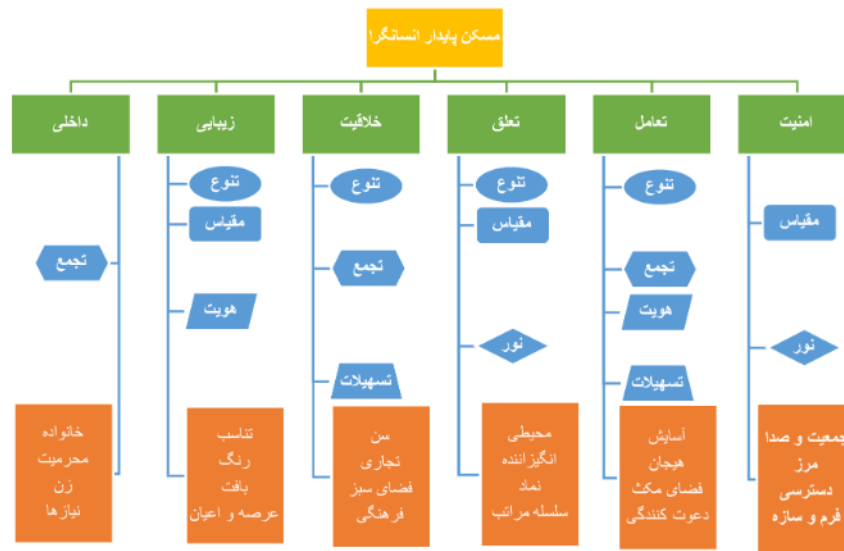 مسکن پایدار انسانگرا
امنیت
مقیاس
نور
جمعیت و صدا
مرز
دسترسی
فرم و سازه
تعامل
تنوع
تجمع
هویت
تسهیلات
آسایش
هیجان
فضای مکث
دعوت کنندگی
تعلق
تنوع
مقیاس
نور
محیطی
انگیزاننده
نماد
سلسله مراتب
خلاقیت
تنوع
تجمع
تسهیلات
سن
تجاری
فضای سبز
فرهنگی
زیبایی
تنوع
مقیاس
هویت
تناسب
رنگ
بافت
عرصه و اعیان
داخلی
تجمع
خانواده
محرمیت
زن
نیازها